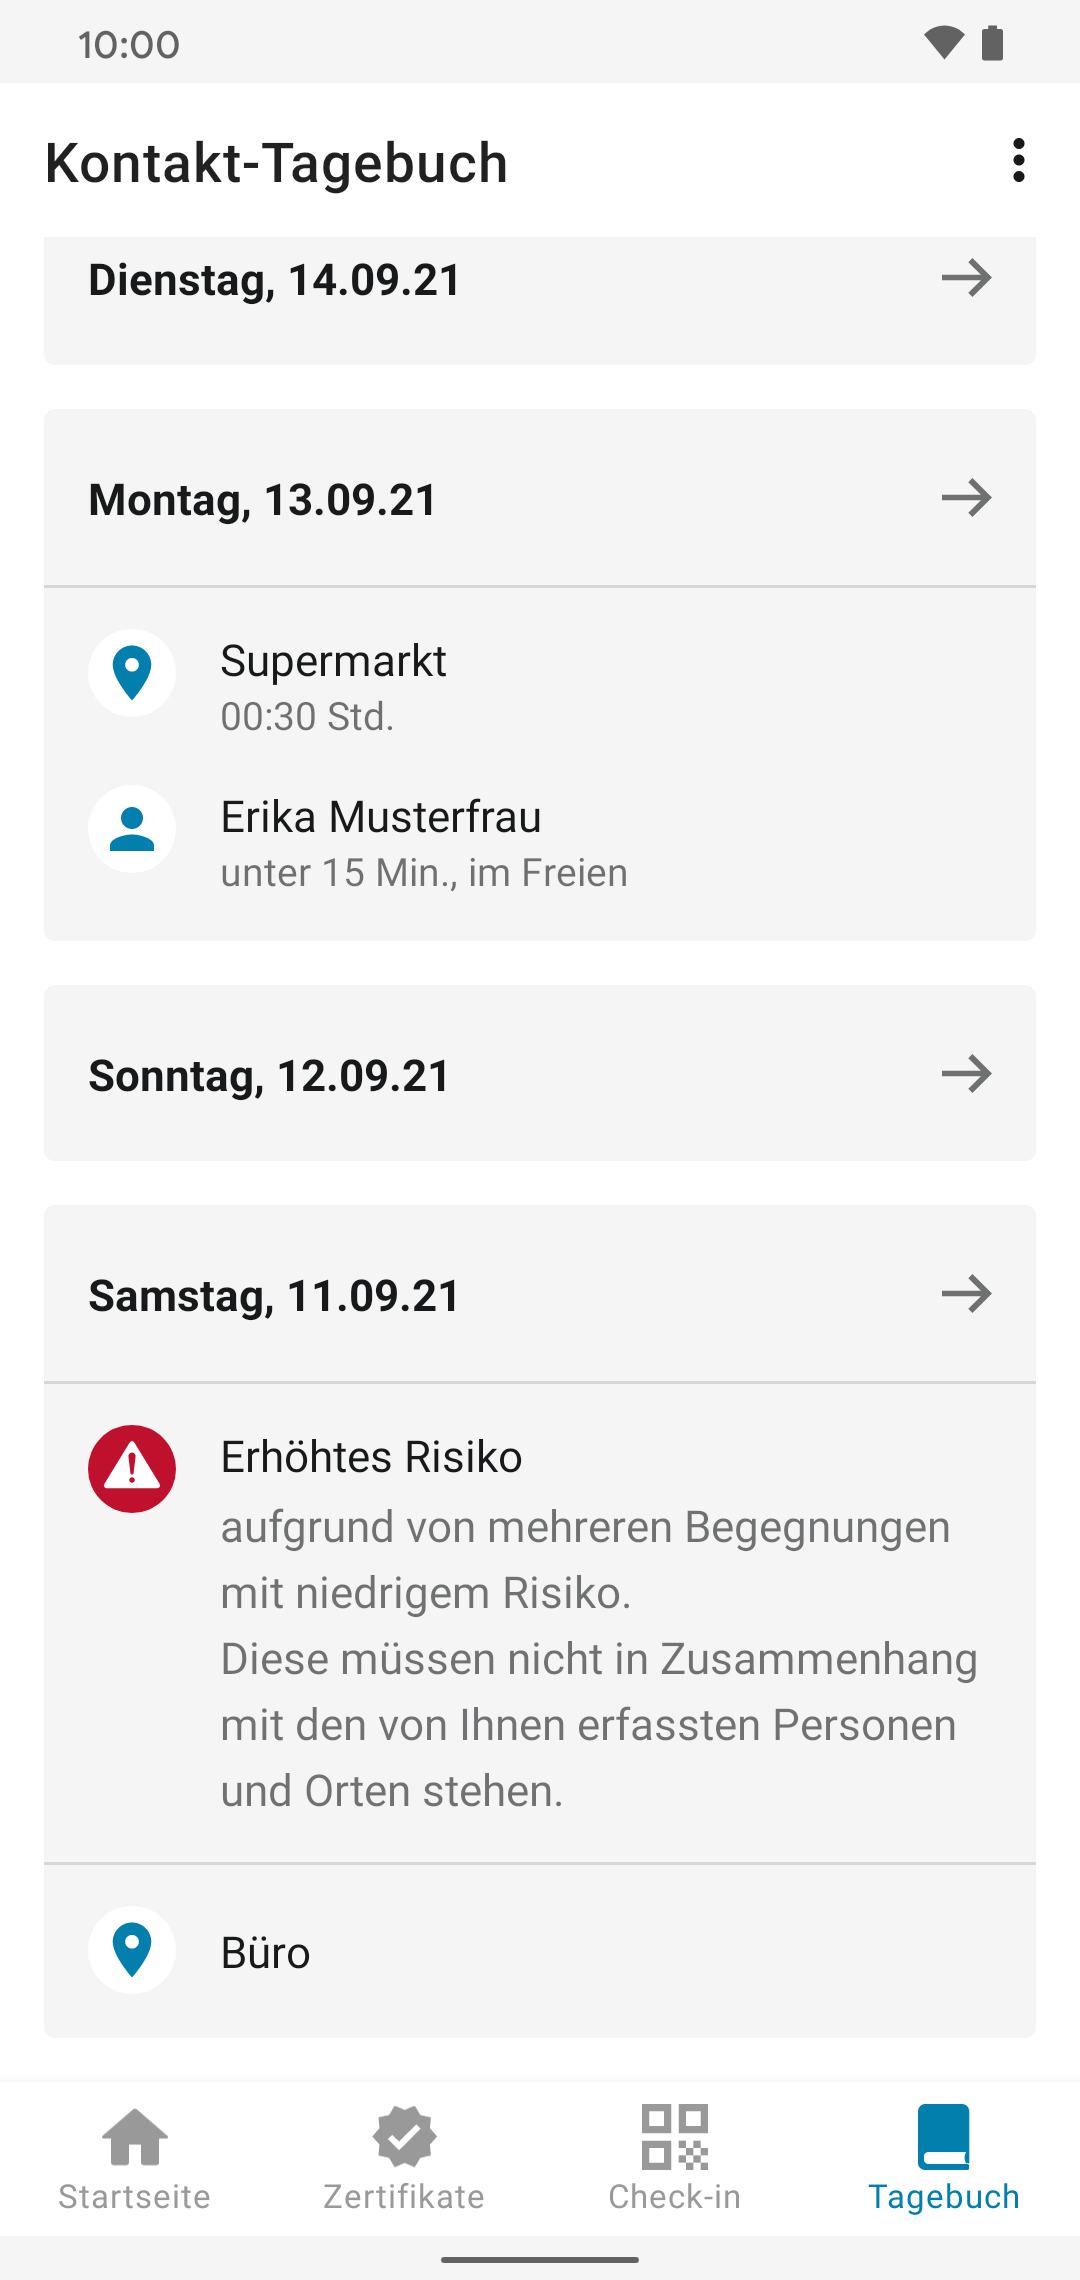 10:00
Kontakt-Tagebuch
Dienstag, 14.09.21
Montag, 13.09.21
Supermarkt
00:30 Std.
Erika Musterfrau
unter 15 Min., im Freien
Sonntag, 12.09.21
Samstag, 11.09.21
Erhöhtes Risiko
aufgrund von mehreren Begegnungen
mit niedrigem Risiko.
Diese müssen nicht in Zusammenhang
mit den von Ihnen erfassten Personen
und Orten stehen.
Büro
Startseite
Zertifikate
Check-in
Tagebuch